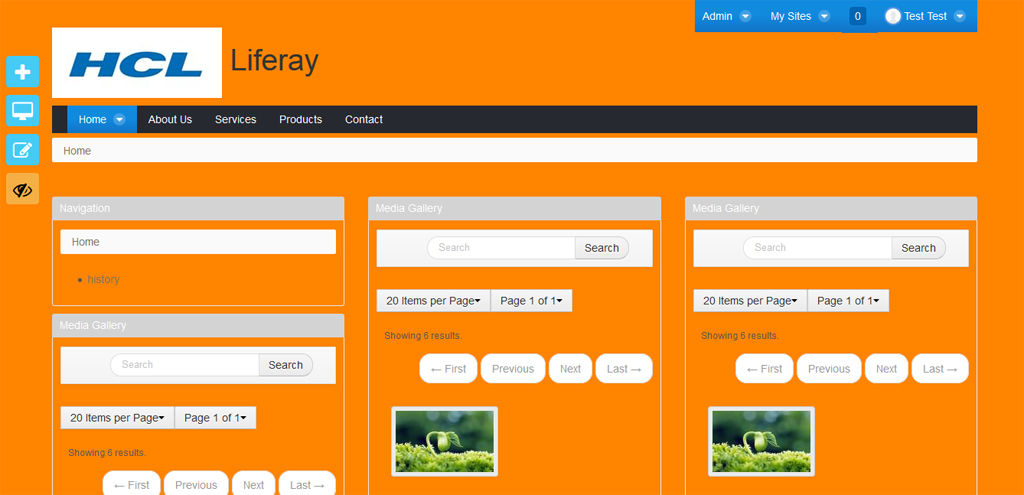 Admin My Sites 0 Test Test
HCL Liferay
Home About Us Services Products Contact
Home
Navigation
Home
history
Media Gallery
Search Search
20 Items per Page Page 1 of 1
Showing 6 results.
← First Previous Next Last →
Media Gallery
Search Search
20 Items per Page Page 1 of 1
Showing 6 results.
← First Previous Next Last →
Media Gallery
Search Search
20 Items per Page Page 1 of 1
Showing 6 results.
← First Previous Next Last →